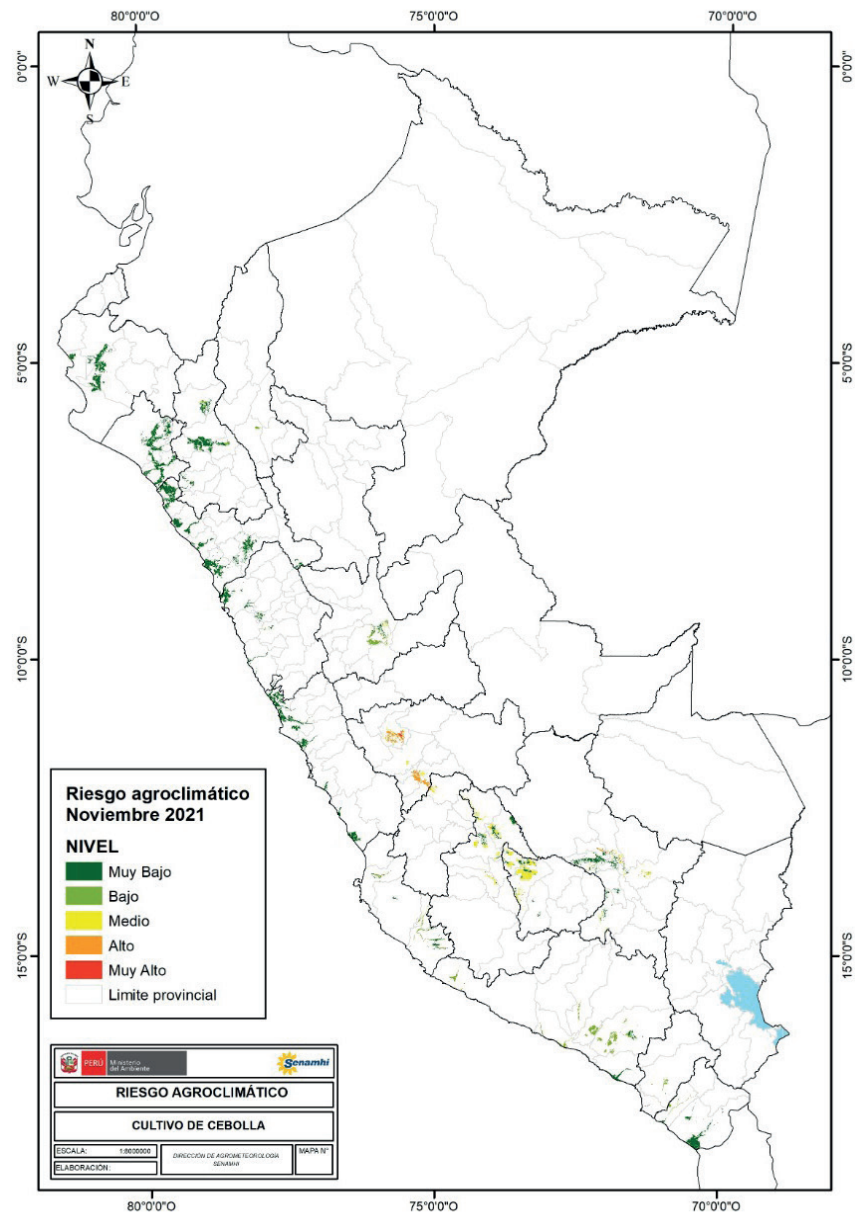 80°0'0"O
75°0'0"O
70°0'0"O
N
W
E
S
0°0'0"
0°0'0"
5°0'0"S
5°0'0"S
10°0'0"S
10°0'0"S
15°0'0"S
15°0'0"S
Riesgo agroclimático
Noviembre 2021
NIVEL
Muy Bajo
Bajo
Medio
Alto
Muy Alto
Limite provincial
PERÚ
Ministerio
del Ambiente
Senamhi
RIESGO AGROCLIMÁTICO
CULTIVO DE CEBOLLA
ESCALA: 1:6000000
DIRECCIÓN DE AGROMETEOROLOGÍA
SENAMHI
MAPA N°
ELABORACIÓN:
80°0'0"O
75°0'0"O
70°0'0"O